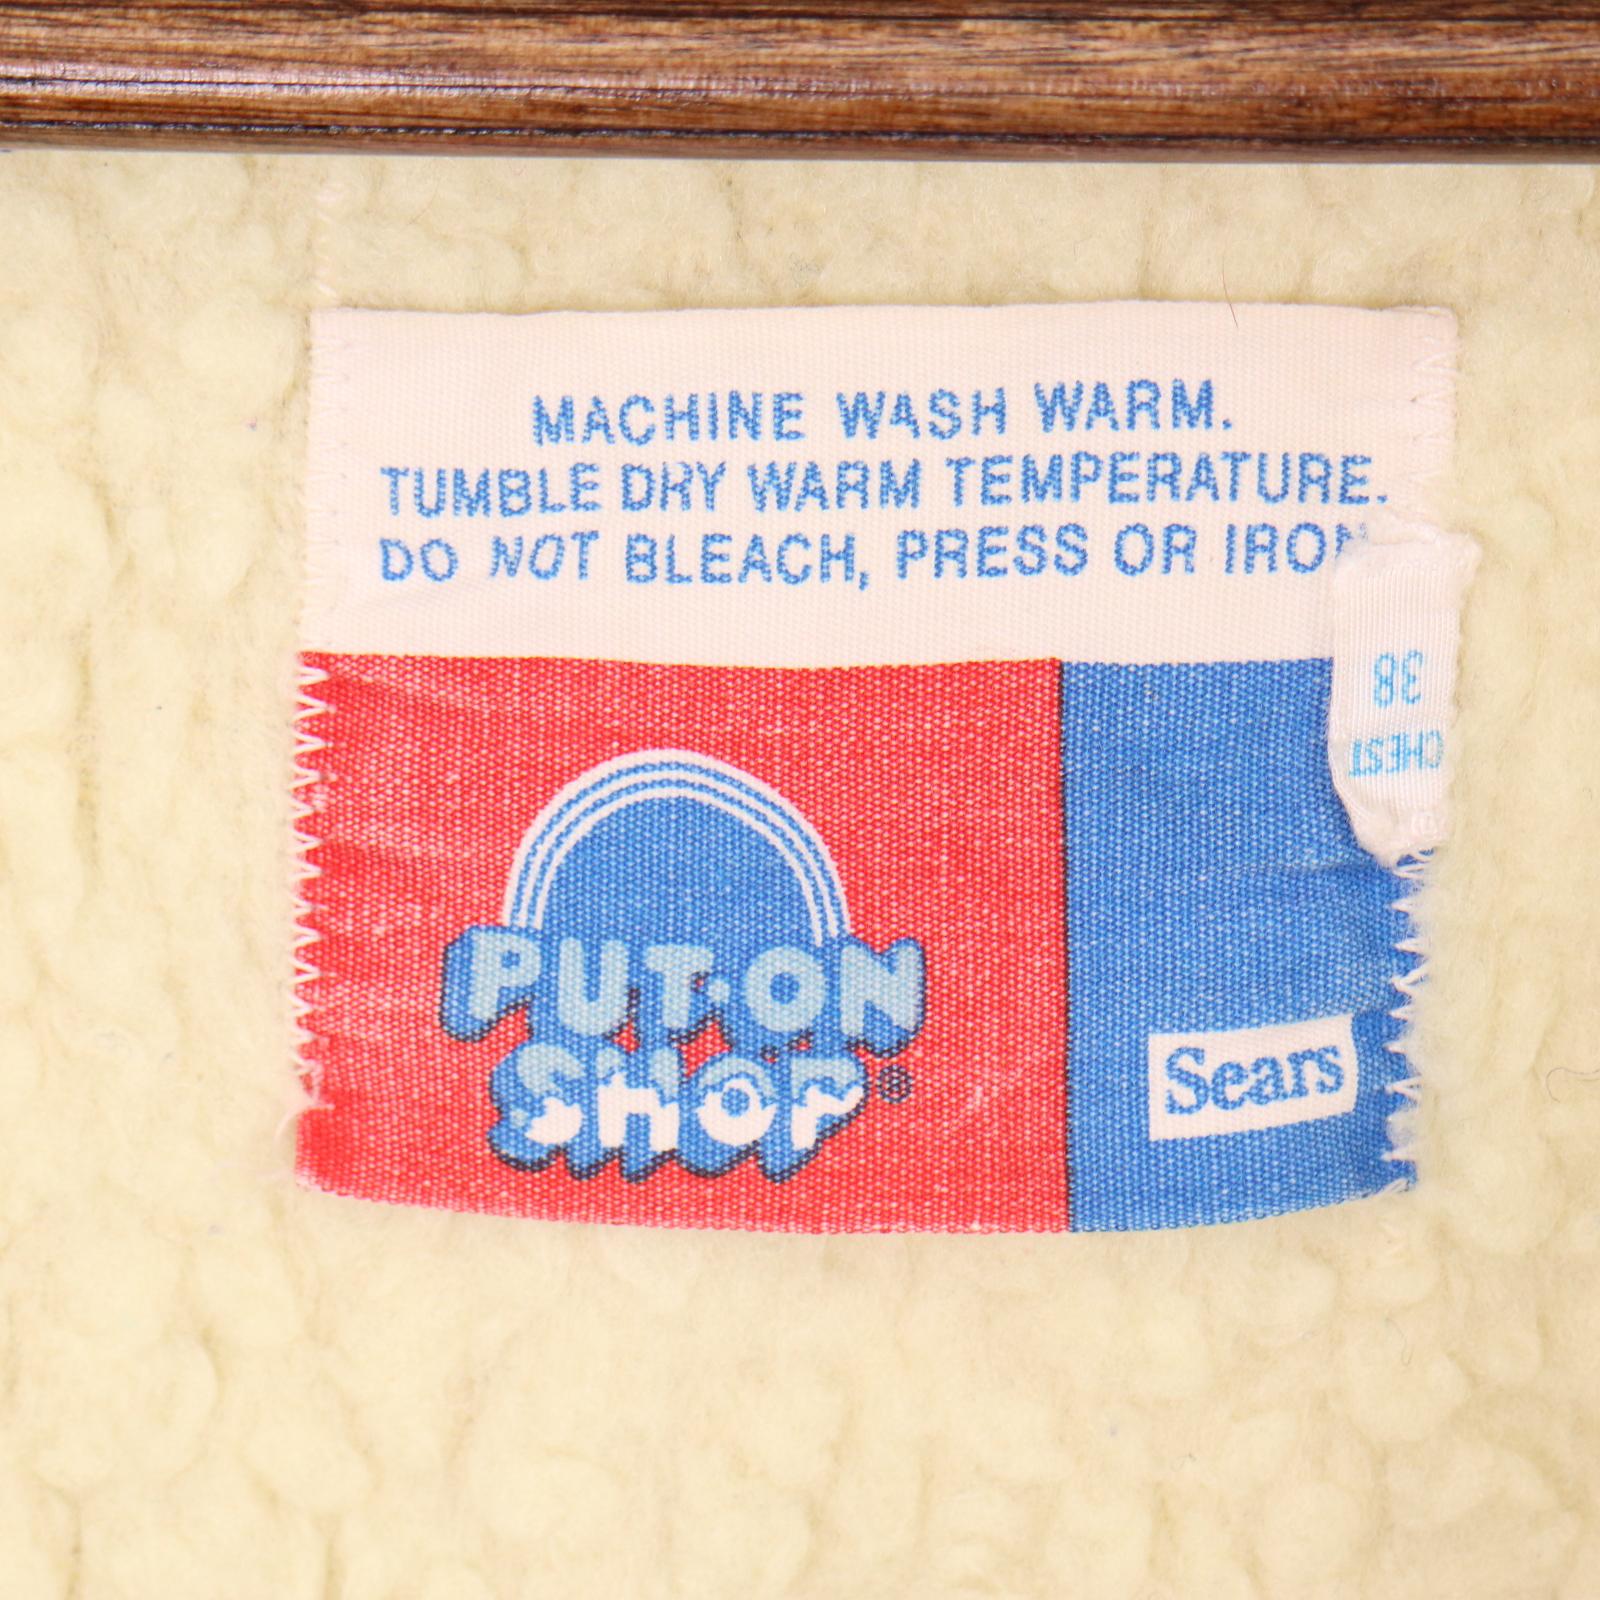 MACHINE WASH WARM.
TUMBLE DRY WARM TEMPERATURE.
DO NOT BLEACH, PRESS OR IRON
38
CHEST
PUT·ON
SHOP®
Sears